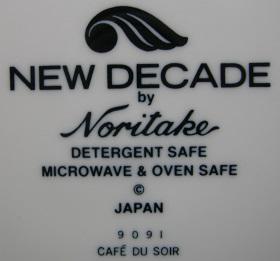 NEW DECADE
by
Noritake
DETERGENT SAFE
MICROWAVE & OVEN SAFE
©
JAPAN
9091
CAFÉ DU SOIR